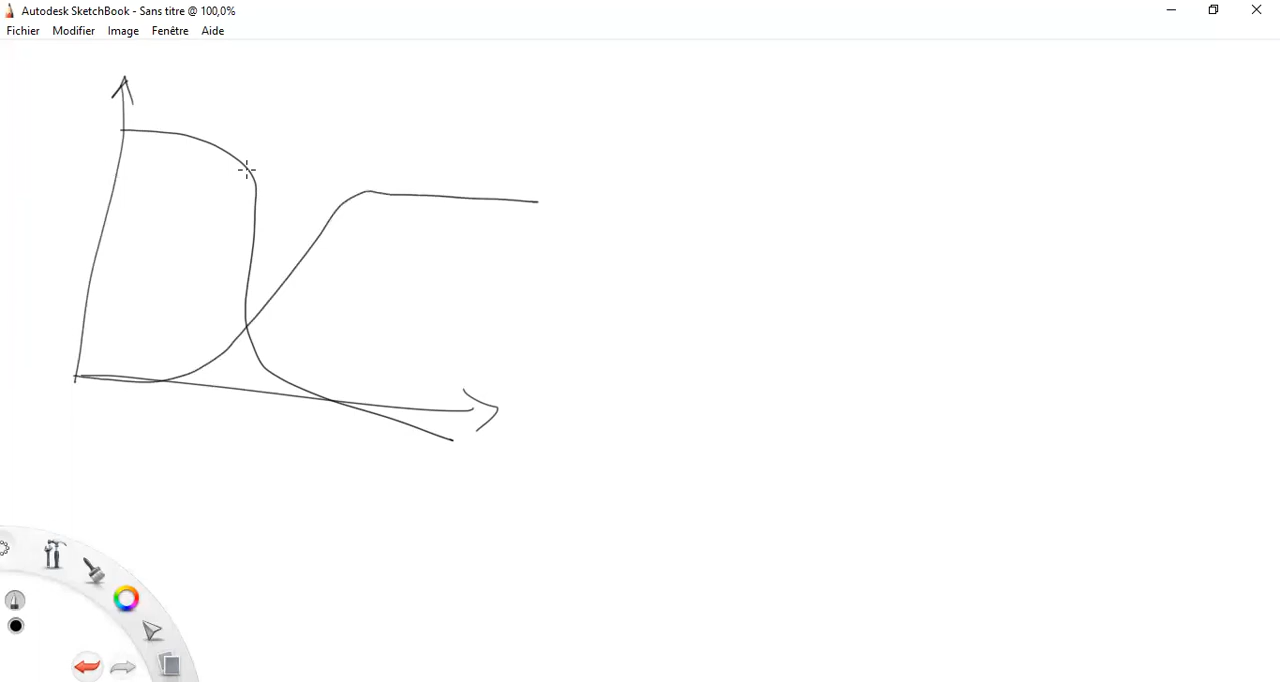 Autodesk SketchBook - Sans titre @ 100,0%
Fichier Modifier Image Fenêtre Aide